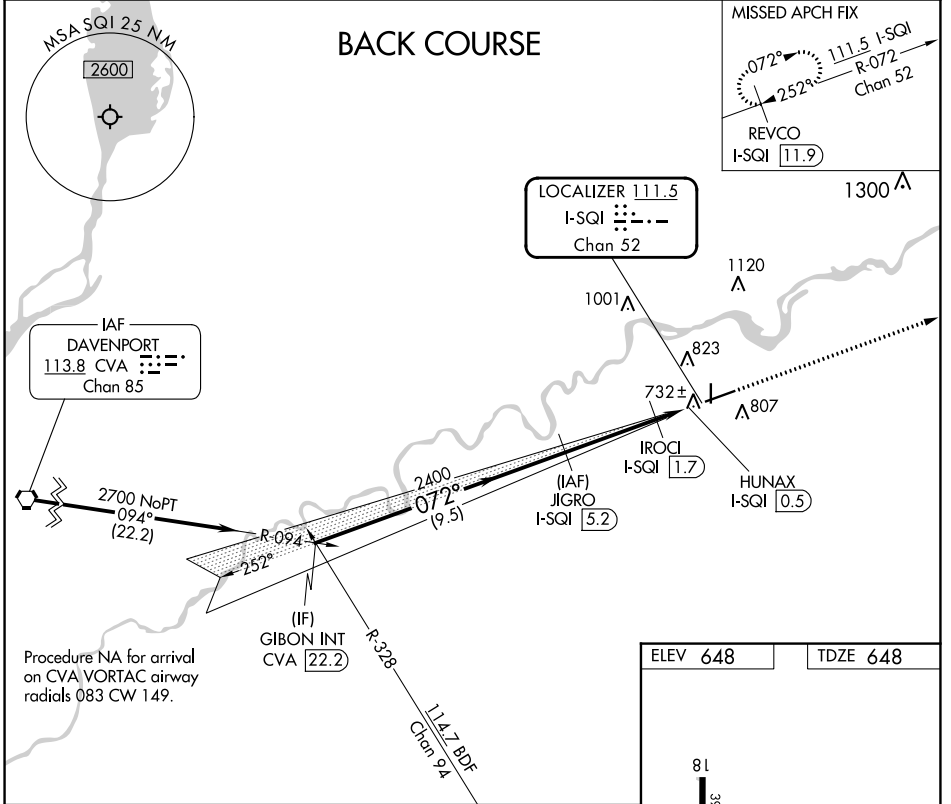 MSA SQI 25 NM
2600
BACK COURSE
MISSED APCH FIX
072°
252°
111.5 I-SQI
R-072
Chan 52
REVCO
I-SQI 11.9
LOCALIZER 111.5
I-SQI
Chan 52
1300
1120
1001
823
732±
807
IAF
DAVENPORT
113.8 CVA
Chan 85
2700 NoPT
094°
(22.2)
R-094
252°
2400
072°
(9.5)
(IAF)
JIGRO
I-SQI 5.2
IROCI
I-SQI 1.7
HUNAX
I-SQI 0.5
(IF)
GIBON INT
CVA 22.2
R-328
114.7 BDF
Chan 94
Procedure NA for arrival
on CVA VORTAC airway
radials 083 CW 149.
ELEV 648
TDZE 648
18